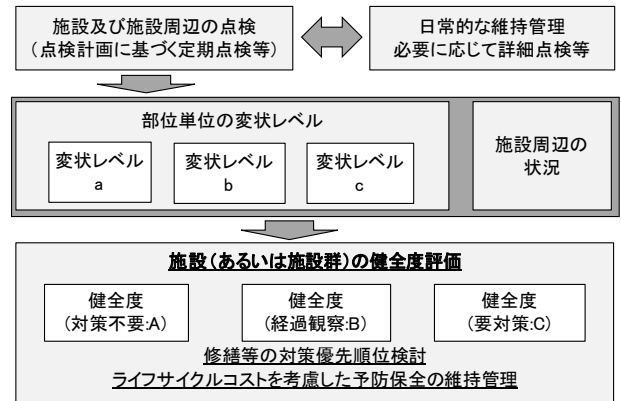 施設及び施設周辺の点検
(点検計画に基づく定期点検等)
日常的な維持管理
必要に応じて詳細点検等
部位単位の変状レベル
変状レベル
a
変状レベル
b
変状レベル
c
施設周辺の
状況
施設(あるいは施設群)の健全度評価
健全度
(対策不要:A)
健全度
(経過観察:B)
健全度
(要対策:C)
修繕等の対策優先順位検討
ライフサイクルコストを考慮した予防保全の維持管理